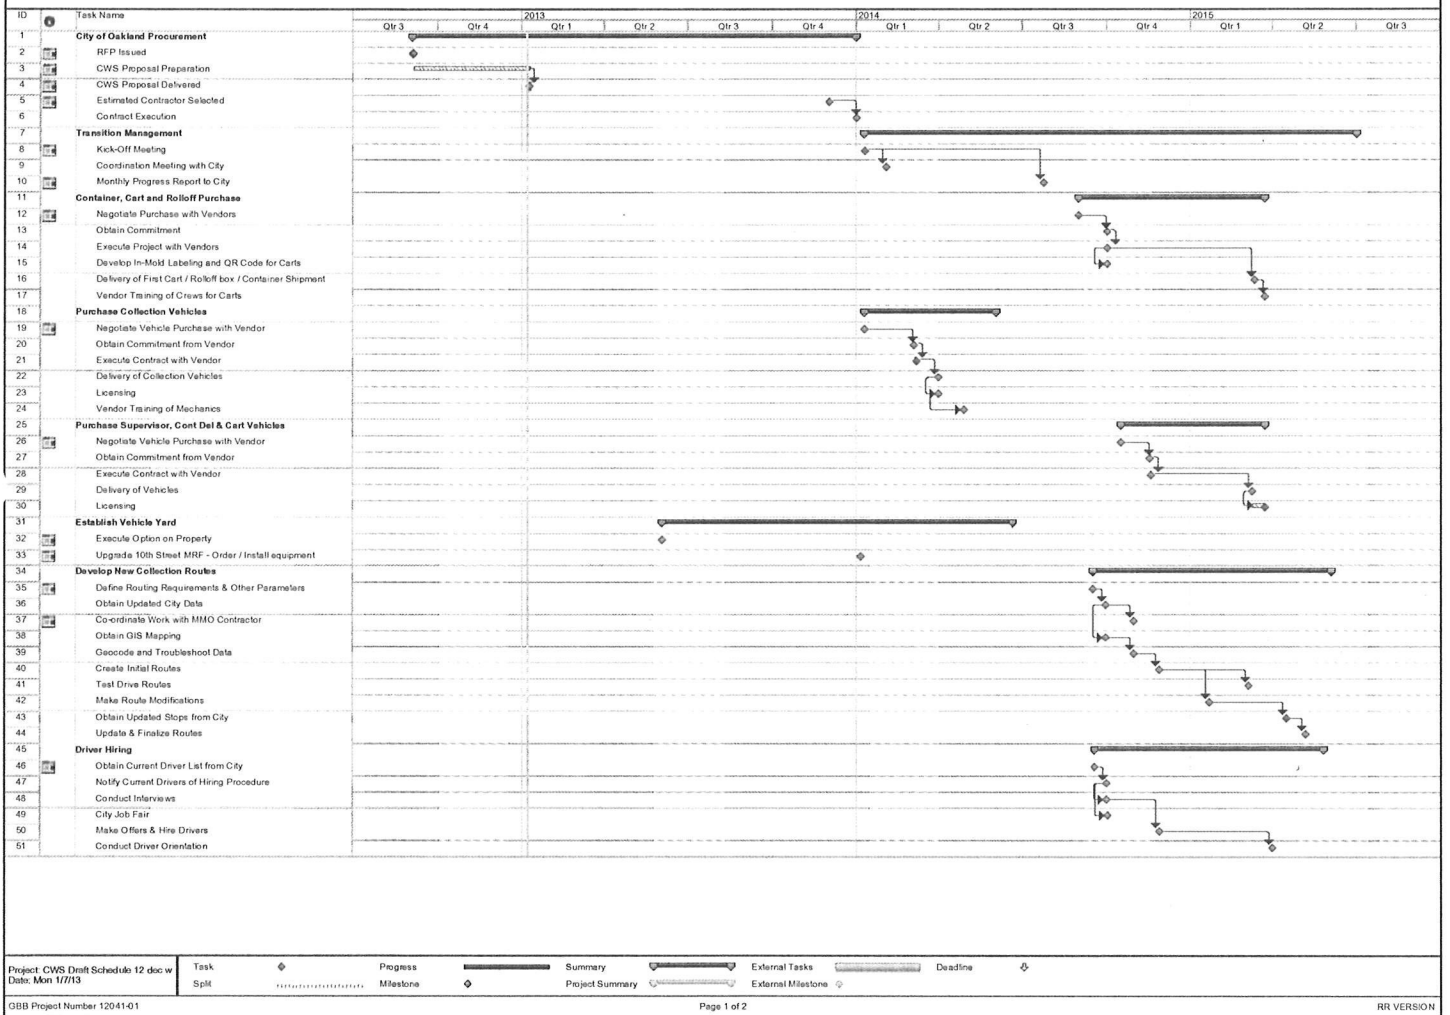 ID Task Name 2013 2014 2015
Qtr 3 Qtr 4 Qtr 1 Qtr 2 Qtr 3 Qtr 4 Qtr 1 Qtr 2 Qtr 3 Qtr 4 Qtr 1 Qtr 2 Qtr 3
1 City of Oakland Procurement
2 RFP Issued
3 CWS Proposal Preparation
4 CWS Proposal Delivered
5 Estimated Contractor Selected
6 Contract Execution
7 Transition Management
8 Kick-Off Meeting
9 Coordination Meeting with City
10 Monthly Progress Report to City
11 Container, Cart and Rolloff Purchase
12 Negotiate Purchase with Vendors
13 Obtain Commitment
14 Execute Project with Vendors
15 Develop In-Mold Labeling and QR Code for Carts
16 Delivery of First Cart / Rolloff box / Container Shipment
17 Vendor Training of Crews for Carts
18 Purchase Collection Vehicles
19 Negotiate Vehicle Purchase with Vendor
20 Obtain Commitment from Vendor
21 Execute Contract with Vendor
22 Delivery of Collection Vehicles
23 Licensing
24 Vendor Training of Mechanics
25 Purchase Supervisor, Cont Del & Cart Vehicles
26 Negotiate Vehicle Purchase with Vendor
27 Obtain Commitment from Vendor
28 Execute Contract with Vendor
29 Delivery of Vehicles
30 Licensing
31 Establish Vehicle Yard
32 Execute Option on Property
33 Upgrade 10th Street MRF - Order / Install equipment
34 Develop New Collection Routes
35 Define Routing Requirements & Other Parameters
36 Obtain Updated City Data
37 Co-ordinate Work with MMO Contractor
38 Obtain GIS Mapping
39 Geocode and Troubleshoot Data
40 Create Initial Routes
41 Test Drive Routes
42 Make Route Modifications
43 Obtain Updated Stops from City
44 Update & Finalize Routes
45 Driver Hiring
46 Obtain Current Driver List from City
47 Notify Current Drivers of Hiring Procedure
48 Conduct Interviews
49 City Job Fair
50 Make Offers & Hire Drivers
51 Conduct Driver Orientation
Project: CWS Draft Schedule 12 dec w
Date: Mon 1/7/13
Task Progress Summary External Tasks Deadline
Split Milestone Project Summary External Milestone
GBB Project Number 12041-01 Page 1 of 2 RR VERSION